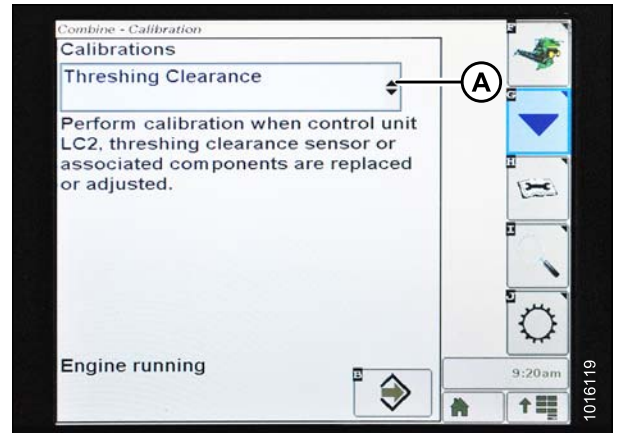 Combine - Calibration
Calibrations
Threshing Clearance
A
Perform calibration when control unit
LC2, threshing clearance sensor or
associated components are replaced
or adjusted.
Engine running
B
F
G
H
I
J
9:20am
1016119